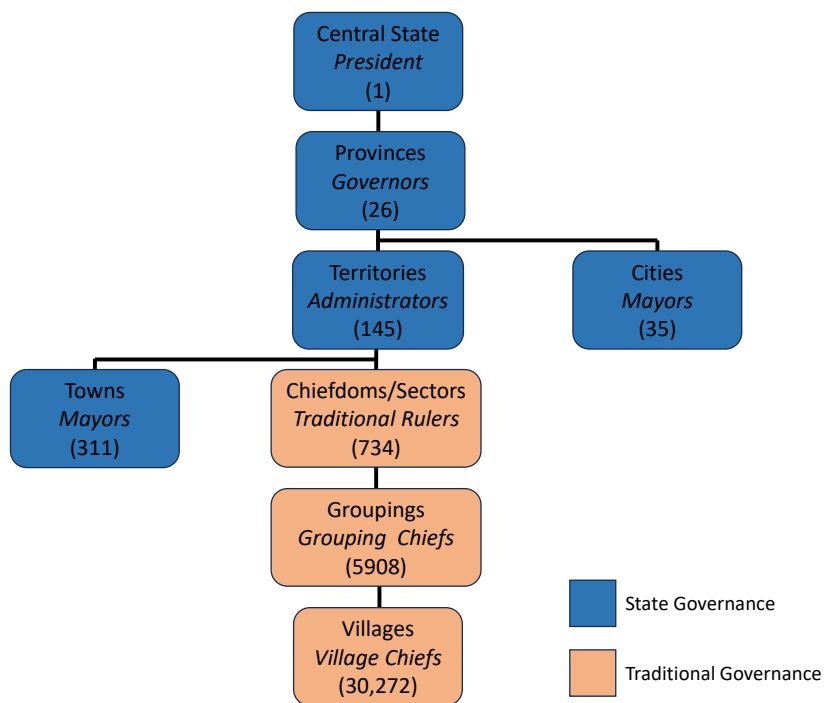 Central State
President
(1)
Provinces
Governors
(26)
Territories
Administrators
(145)
Cities
Mayors
(35)
Towns
Mayors
(311)
Chiefdoms/Sectors
Traditional Rulers
(734)
Groupings
Grouping Chiefs
(5908)
Villages
Village Chiefs
(30,272)
State Governance
Traditional Governance